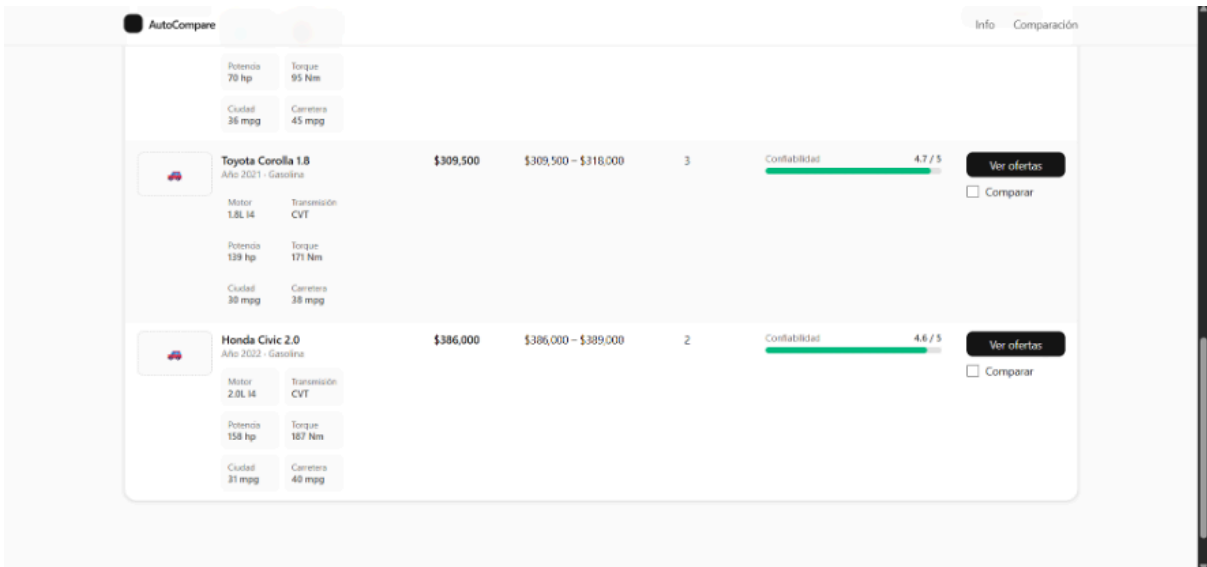 AutoCompare Info Comparación
Potencia Torque
70 hp 95 Nm
Ciudad Carretera
36 mpg 45 mpg
Toyota Corolla 1.8 $309,500 $309,500 – $318,000 3 Confiabilidad 4.7 / 5 Ver ofertas
Año 2021 · Gasolina
Comparar
Motor Transmisión
1.8L I4 CVT
Potencia Torque
139 hp 171 Nm
Ciudad Carretera
30 mpg 38 mpg
Honda Civic 2.0 $386,000 $386,000 – $389,000 2 Confiabilidad 4.6 / 5 Ver ofertas
Año 2022 · Gasolina
Comparar
Motor Transmisión
2.0L I4 CVT
Potencia Torque
158 hp 187 Nm
Ciudad Carretera
31 mpg 40 mpg